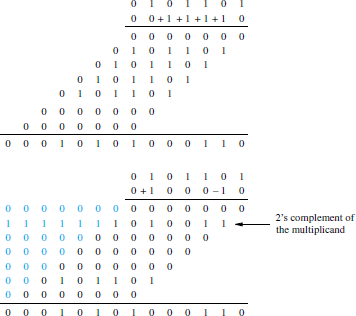 0 1 0 1 1 0 1
0 0 +1 +1 +1 +1 0
0 0 0 0 0 0 0
0 1 0 1 1 0 1
0 1 0 1 1 0 1
0 1 0 1 1 0 1
0 1 0 1 1 0 1
0 0 0 0 0 0 0
0 0 0 0 0 0 0
0 0 0 1 0 1 0 1 0 0 0 1 1 0
0 1 0 1 1 0 1
0 +1 0 0 0 −1 0
0 0 0 0 0 0 0 0 0 0 0 0 0 0
1 1 1 1 1 1 1 0 1 0 0 1 1
2's complement of
the multiplicand
0 0 0 0 0 0 0 0 0 0 0 0
0 0 0 0 0 0 0 0 0 0 0
0 0 0 0 0 0 0 0 0 0
0 0 0 1 0 1 1 0 1
0 0 0 0 0 0 0 0
0 0 0 1 0 1 0 1 0 0 0 1 1 0